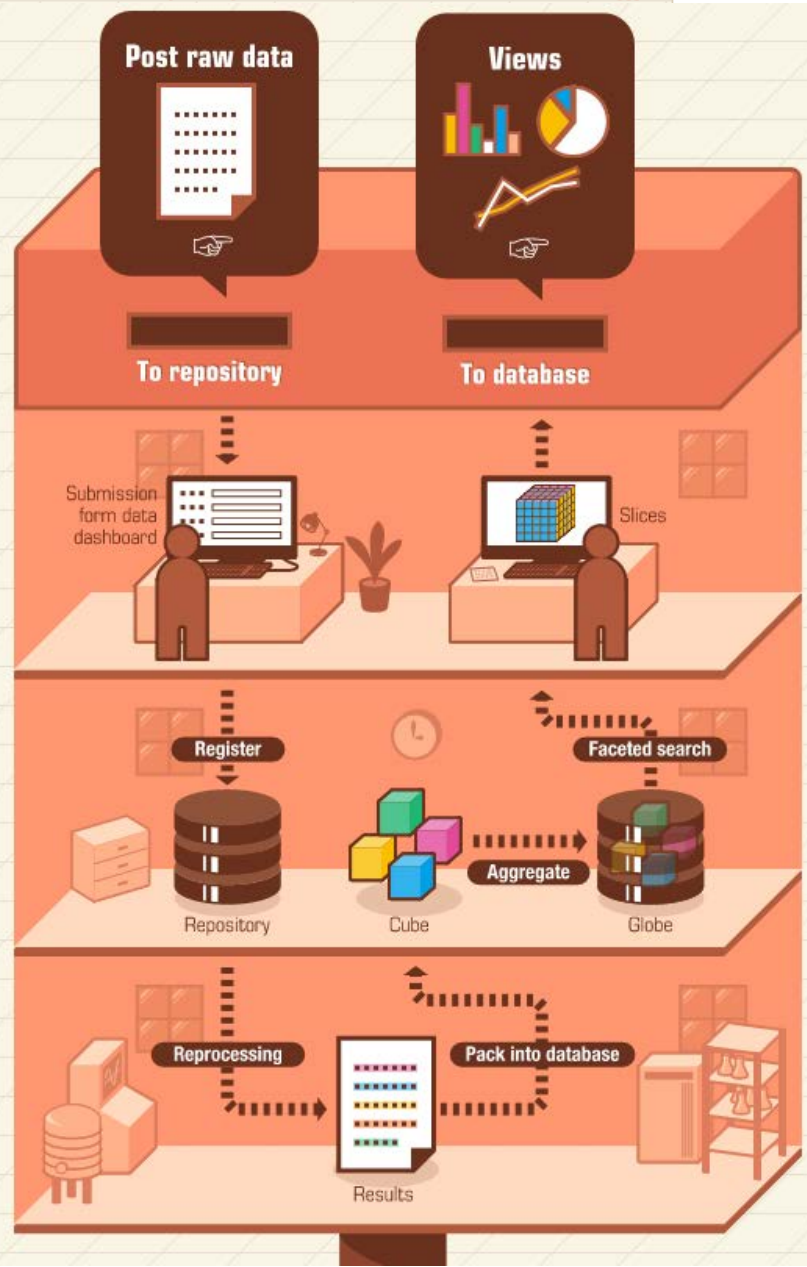 Post raw data
Views
To repository
To database
Submission
form data
dashboard
Slices
Register
Faceted search
Aggregate
Repository
Cube
Globe
Reprocessing
Pack into database
Results